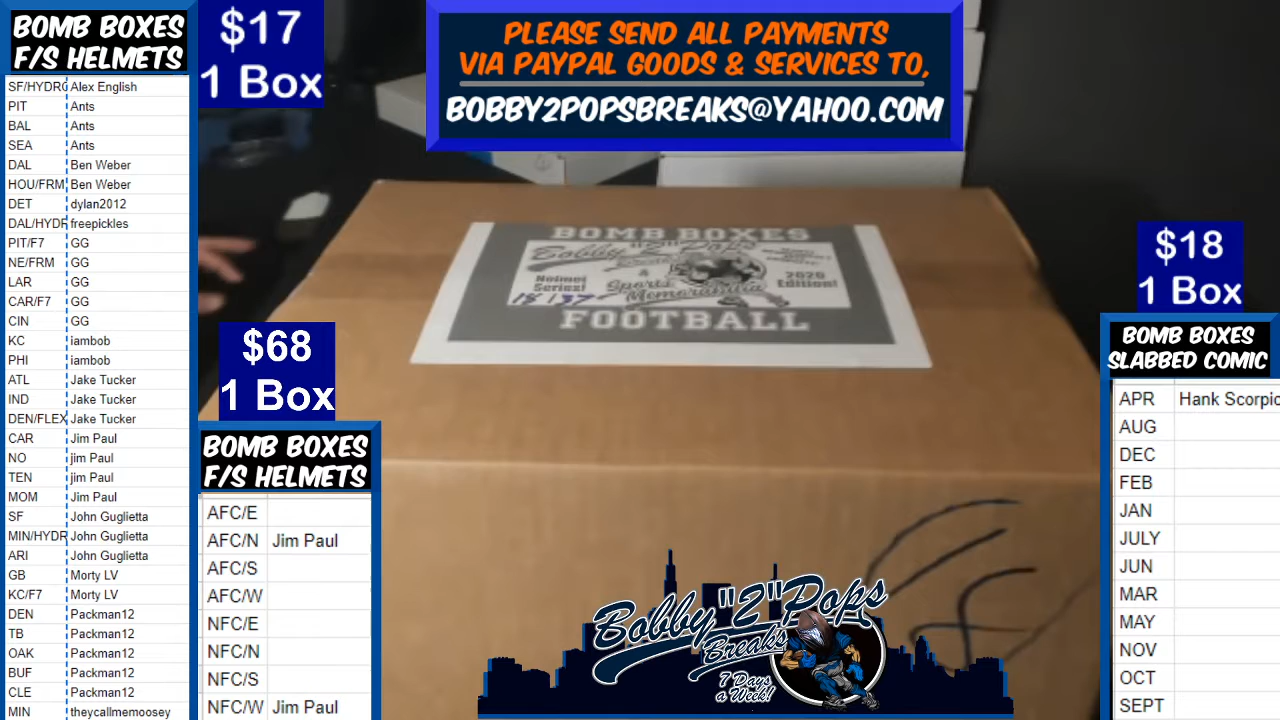 BOMB BOXES
F/S HELMETS
SF/HYDRO Alex English
PIT Ants
BAL Ants
SEA Ants
DAL Ben Weber
HOU/FRM Ben Weber
DET dylan2012
DAL/HYDR freepickles
PIT/F7 GG
NE/FRM GG
LAR GG
CAR/F7 GG
CIN GG
KC iambob
PHI iambob
ATL Jake Tucker
IND Jake Tucker
DEN/FLEX Jake Tucker
CAR Jim Paul
NO jim Paul
TEN jim Paul
MOM Jim Paul
SF John Guglietta
MIN/HYDR John Guglietta
ARI John Guglietta
GB Morty LV
KC/F7 Morty LV
DEN Packman12
TB Packman12
OAK Packman12
BUF Packman12
CLE Packman12
MIN theycallmemoosey
$17
1 Box
$68
1 Box
BOMB BOXES
F/S HELMETS
AFC/E
AFC/N Jim Paul
AFC/S
AFC/W
NFC/E
NFC/N
NFC/S
NFC/W Jim Paul
PLEASE SEND ALL PAYMENTS
VIA PAYPAL GOODS & SERVICES TO,
BOBBY2POPSBREAKS@YAHOO.COM
BOMB BOXES
Bobby "2" Pops
&
Sports
Memorabilia
Helmet
Series!
2020
Edition!
FOOTBALL
Bobby "2" Pops
Breaks
7 Days
a Week!
$18
1 Box
BOMB BOXES
SLABBED COMIC
APR Hank Scorpio
AUG
DEC
FEB
JAN
JULY
JUN
MAR
MAY
NOV
OCT
SEPT